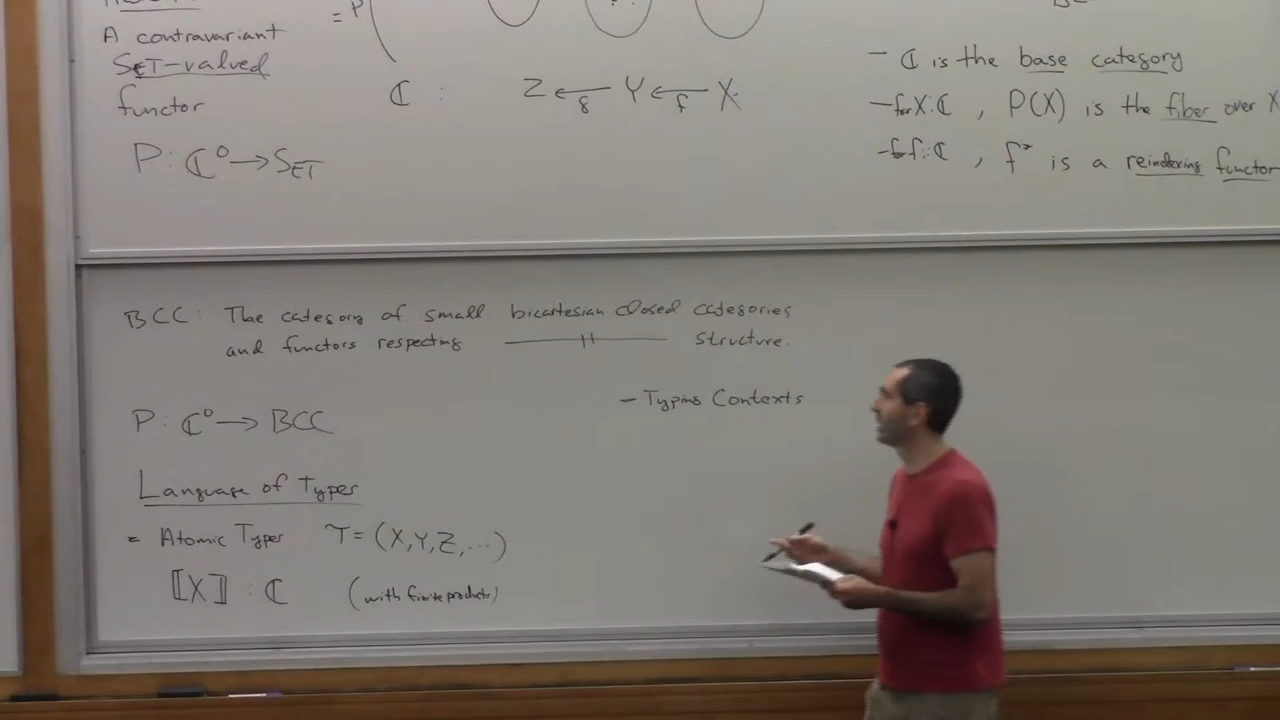 A contravariant
SET-valued
functor
P : ℂ° → SET
= P
ℂ :
Z ←g Y ←f X
- ℂ is the base category
- for X:ℂ, P(X) is the fiber over X
- for f::ℂ, f* is a reindexing functor
BCC: The category of small bicartesian closed categories
and functors respecting —— 〃 —— structure.
P : ℂ° → BCC
Language of Types
= Atomic Types T = (X,Y,Z,...)
⟦X⟧ : ℂ (with finite products)
- Typing Contexts